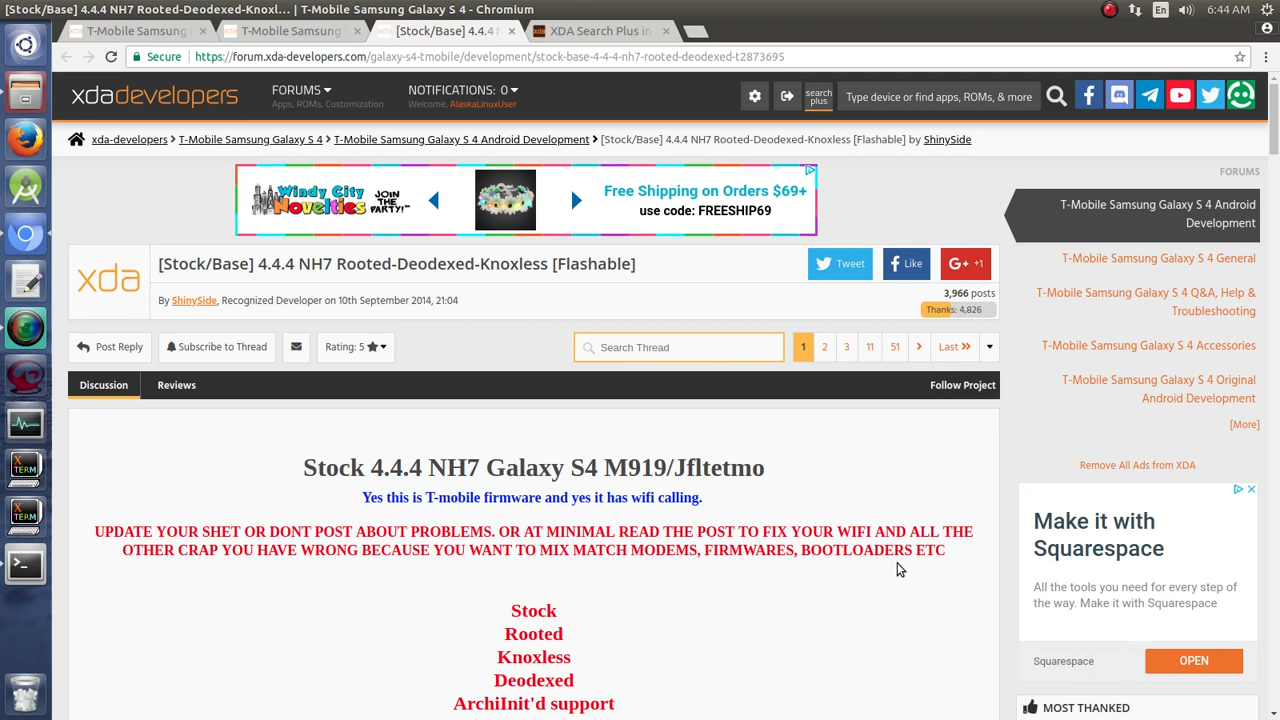 [Stock/Base] 4.4.4 NH7 Rooted-Deodexed-Knoxl... | T-Mobile Samsung Galaxy S 4 - Chromium
En
6:44 AM
T-Mobile Samsung
T-Mobile Samsung
[Stock/Base] 4.4.4
XDA Search Plus in
Secure
https://forum.xda-developers.com/galaxy-s4-tmobile/development/stock-base-4-4-4-nh7-rooted-deodexed-t2873695
xdadevelopers
FORUMS
Apps, ROMs, Customization
NOTIFICATIONS: 0
Welcome, AlaskaLinuxUser
search
plus
Type device or find apps, ROMs, & more
xda-developers
T-Mobile Samsung Galaxy S 4
T-Mobile Samsung Galaxy S 4 Android Development
[Stock/Base] 4.4.4 NH7 Rooted-Deodexed-Knoxless [Flashable] by ShinySide
Windy City
Novelties
JOIN
THE
PARTY!
Free Shipping on Orders $69+
use code: FREESHIP69
xda
[Stock/Base] 4.4.4 NH7 Rooted-Deodexed-Knoxless [Flashable]
Tweet
Like
G+ +1
By ShinySide, Recognized Developer on 10th September 2014, 21:04
3,966 posts
Thanks: 4,826
Post Reply
Subscribe to Thread
Rating: 5
Search Thread
1
2
3
11
51
Last
Discussion
Reviews
Follow Project
Stock 4.4.4 NH7 Galaxy S4 M919/Jfltetmo
Yes this is T-mobile firmware and yes it has wifi calling.
UPDATE YOUR SHET OR DONT POST ABOUT PROBLEMS. OR AT MINIMAL READ THE POST TO FIX YOUR WIFI AND ALL THE
OTHER CRAP YOU HAVE WRONG BECAUSE YOU WANT TO MIX MATCH MODEMS, FIRMWARES, BOOTLOADERS ETC
Stock
Rooted
Knoxless
Deodexed
ArchiInit'd support
FORUMS
T-Mobile Samsung Galaxy S 4 Android
Development
T-Mobile Samsung Galaxy S 4 General
T-Mobile Samsung Galaxy S 4 Q&A, Help &
Troubleshooting
T-Mobile Samsung Galaxy S 4 Accessories
T-Mobile Samsung Galaxy S 4 Original
Android Development
[More]
Remove All Ads from XDA
Make it with
Squarespace
All the tools you need for every step of
the way. Make it with Squarespace
Squarespace
OPEN
MOST THANKED
X
TERM
X
TERM